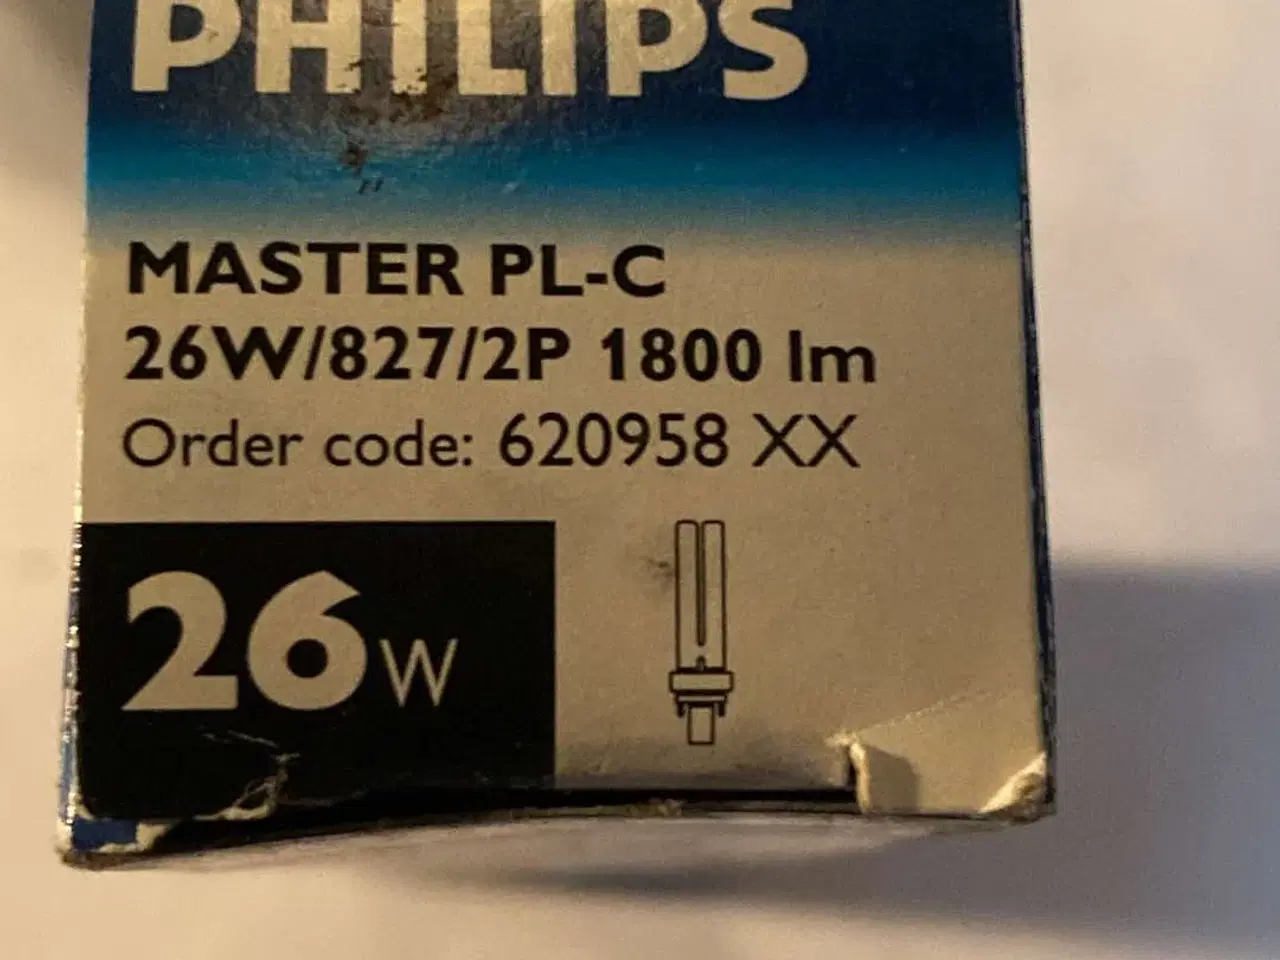 PHILIPS
MASTER PL-C
26W/827/2P 1800 lm
Order code: 620958 XX
26W